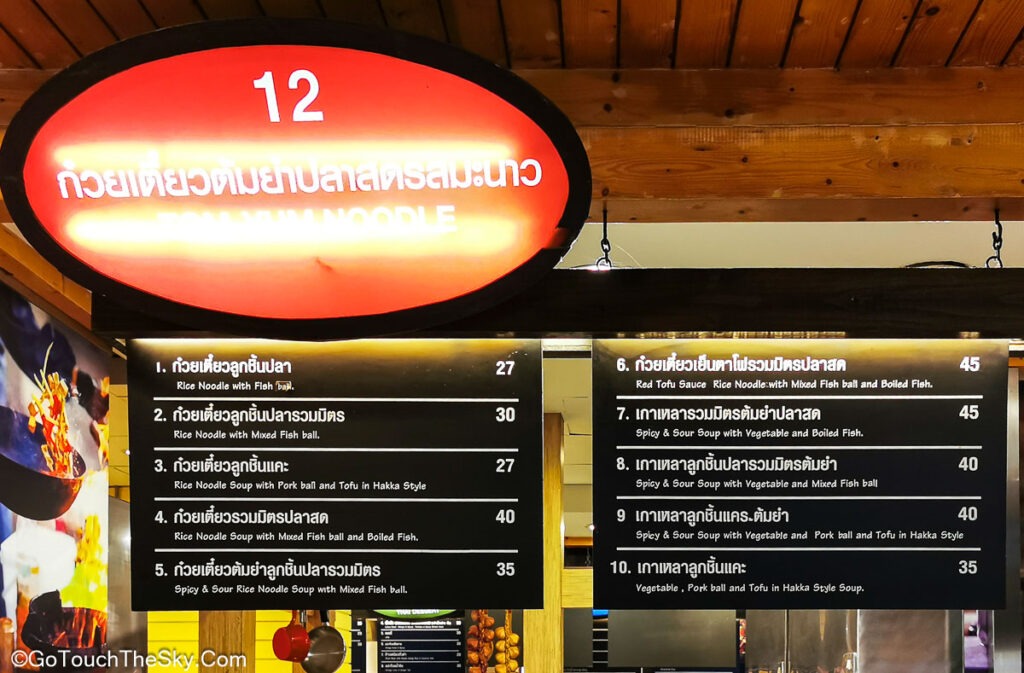 12
ก๋วยเตี๋ยวต้มยำปลาสดรสมะนาว
TOM YUM NOODLE
1. ก๋วยเตี๋ยวลูกชิ้นปลา 27
Rice Noodle with Fish ball.
2. ก๋วยเตี๋ยวลูกชิ้นปลารวมมิตร 30
Rice Noodle with Mixed Fish ball.
3. ก๋วยเตี๋ยวลูกชิ้นแคะ 27
Rice Noodle Soup with Pork ball and Tofu in Hakka Style
4. ก๋วยเตี๋ยวรวมมิตรปลาสด 40
Rice Noodle Soup with Mixed Fish ball and Boiled Fish.
5. ก๋วยเตี๋ยวต้มยำลูกชิ้นปลารวมมิตร 35
Spicy & Sour Rice Noodle Soup with Mixed Fish ball.
6. ก๋วยเตี๋ยวเย็นตาโฟรวมมิตรปลาสด 45
Red Tofu Sauce Rice Noodle with Mixed Fish ball and Boiled Fish.
7. เกาเหลารวมมิตรต้มยำปลาสด 45
Spicy & Sour Soup with Vegetable and Boiled Fish.
8. เกาเหลาลูกชิ้นปลารวมมิตรต้มยำ 40
Spicy & Sour Soup with Vegetable and Mixed Fish ball
9 เกาเหลาลูกชิ้นแคระต้มยำ 40
Spicy & Sour Soup with Vegetable and Pork ball and Tofu in Hakka Style
10. เกาเหลาลูกชิ้นแคะ 35
Vegetable , Pork ball and Tofu in Hakka Style Soup.
©GoTouchTheSky.Com